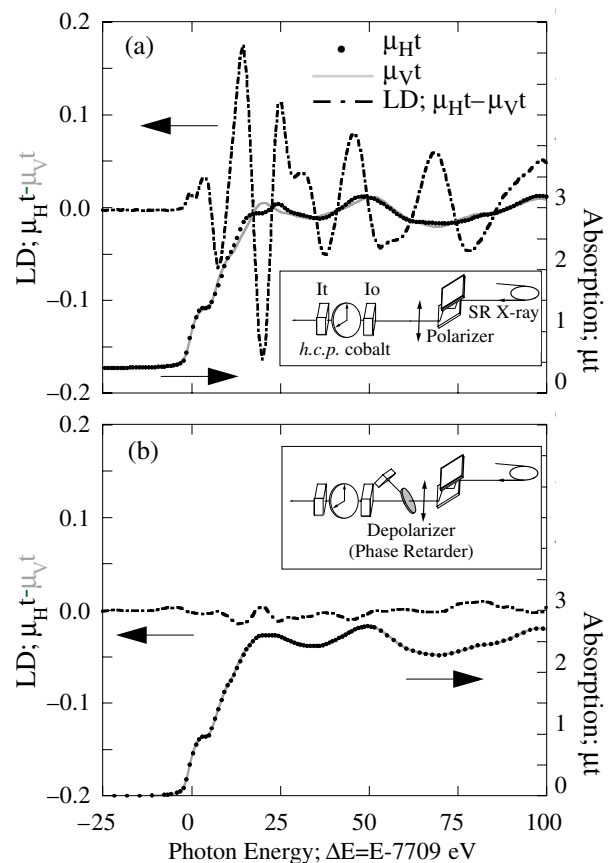 (a)
μHt
μVt
LD; μHt−μVt
0.2
0.1
0.0
−0.1
−0.2
LD; μHt-μVt
3
2
1
0
Absorption; μt
It
Io
SR X-ray
Polarizer
h.c.p. cobalt
(b)
0.2
0.1
0.0
−0.1
−0.2
LD; μHt-μVt
3
2
1
0
Absorption; μt
Depolarizer
(Phase Retarder)
−25
0
25
50
75
100
Photon Energy; ΔE=E-7709 eV